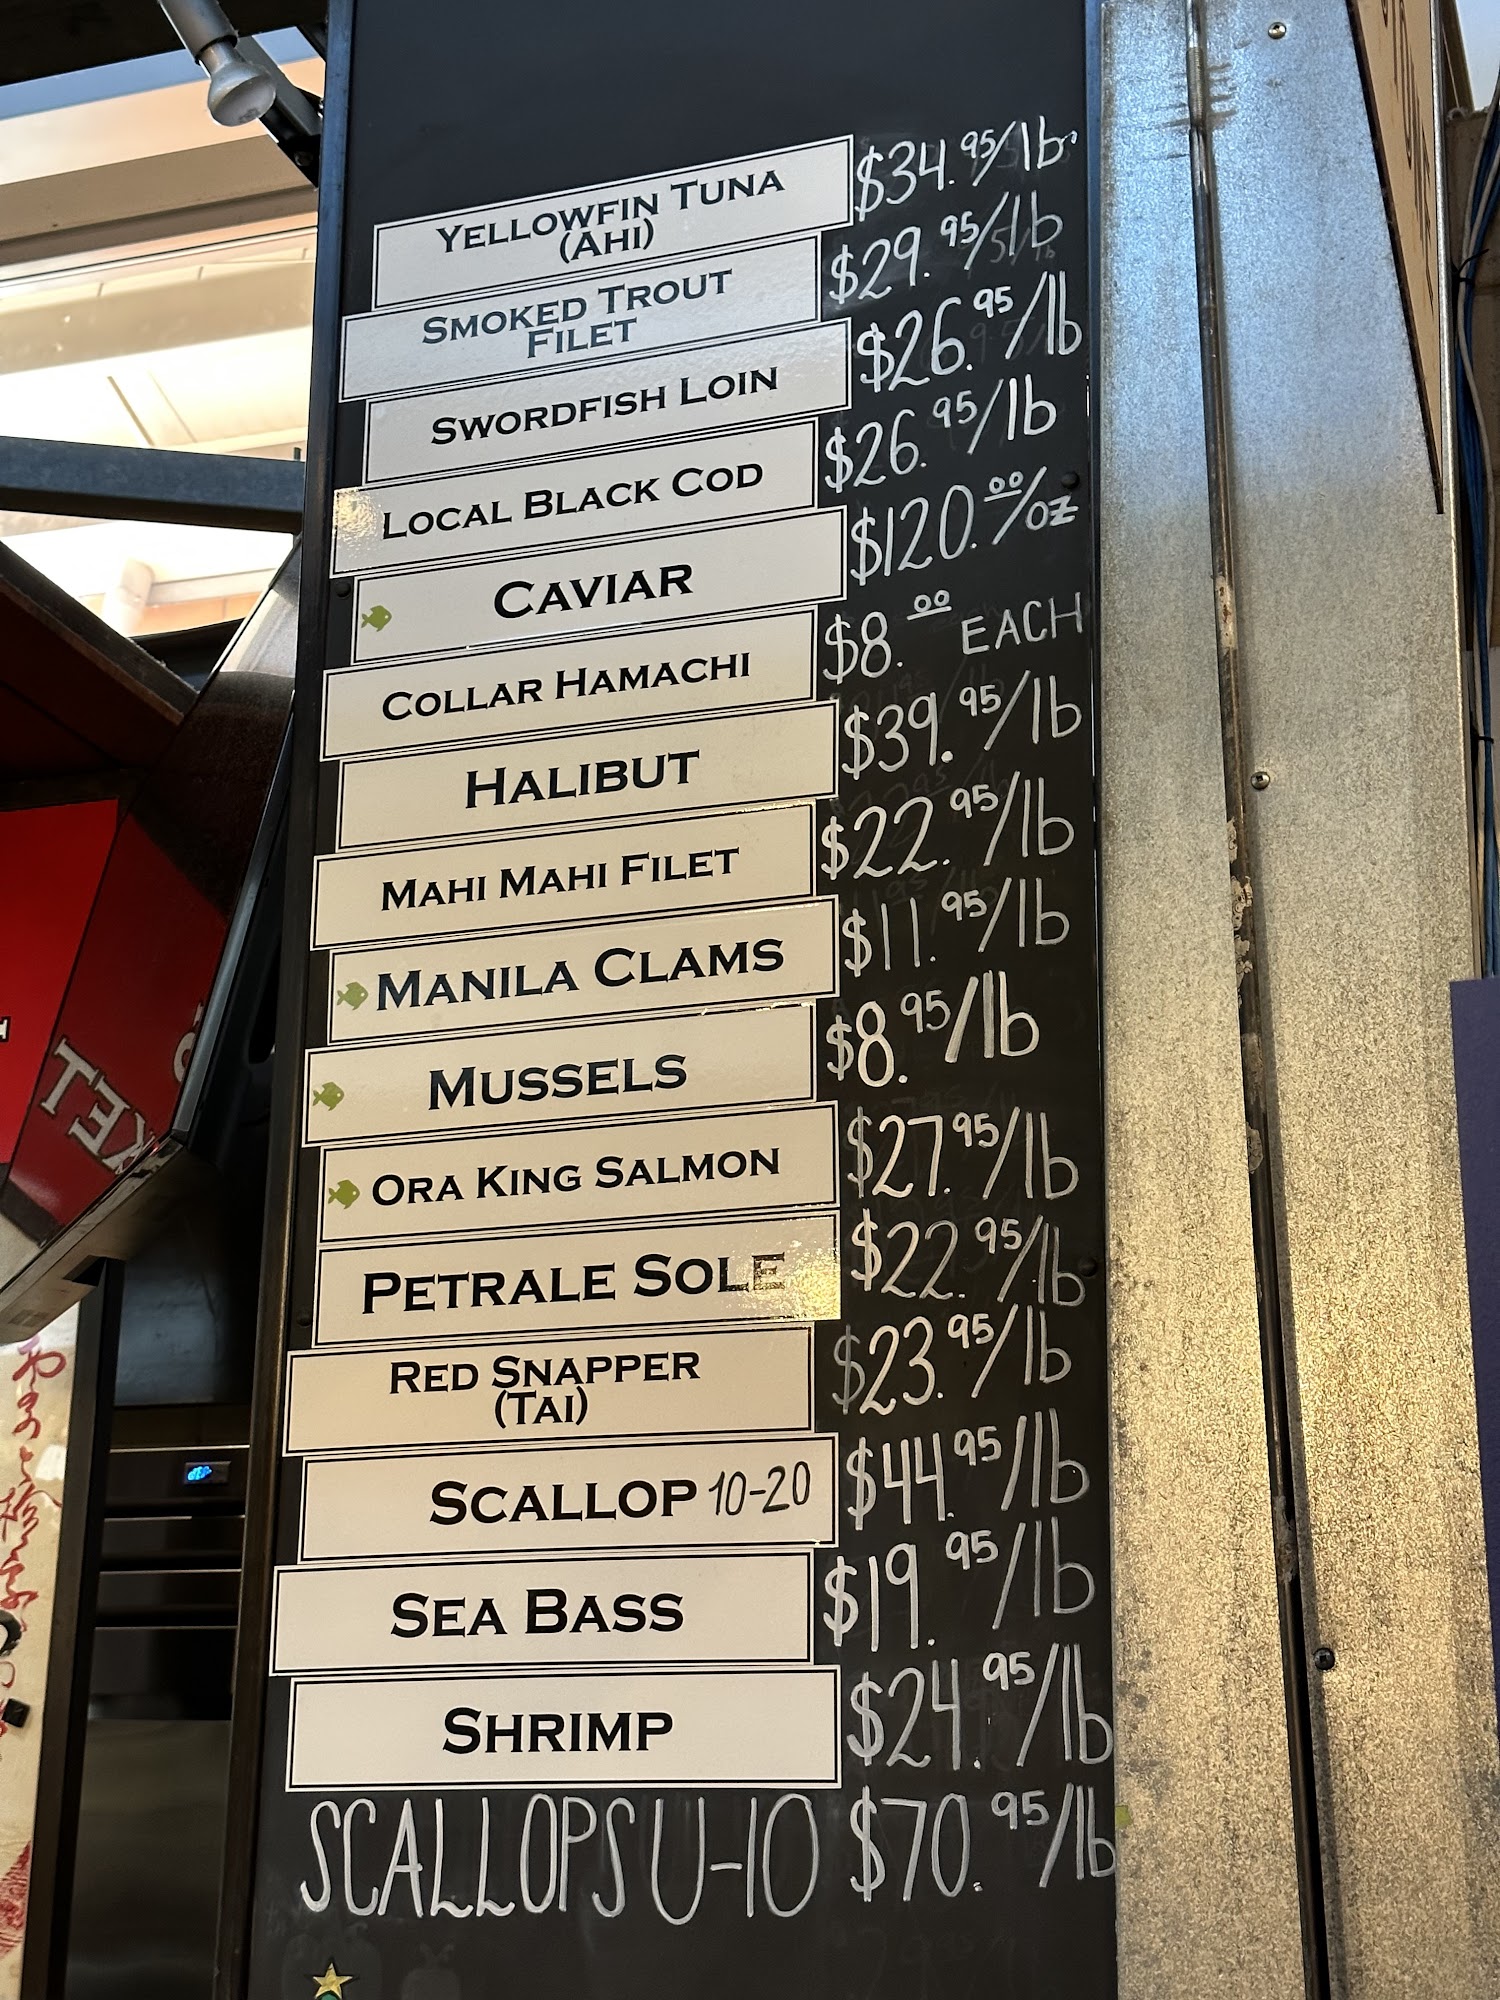 YELLOWFIN TUNA
(AHI)
$34.95/lb
SMOKED TROUT
FILET
$29.95/lb
SWORDFISH LOIN
$26.95/lb
LOCAL BLACK COD
$26.95/lb
CAVIAR
$120.00/oz
COLLAR HAMACHI
$8.00 EACH
HALIBUT
$39.95/lb
MAHI MAHI FILET
$22.95/lb
MANILA CLAMS
$11.95/lb
MUSSELS
$8.95/lb
ORA KING SALMON
$27.95/lb
PETRALE SOLE
$22.95/lb
RED SNAPPER
(TAI)
$23.95/lb
SCALLOP 10-20
$44.95/lb
SEA BASS
$19.95/lb
SHRIMP
$24.95/lb
SCALLOPS U-10 $70.95/lb